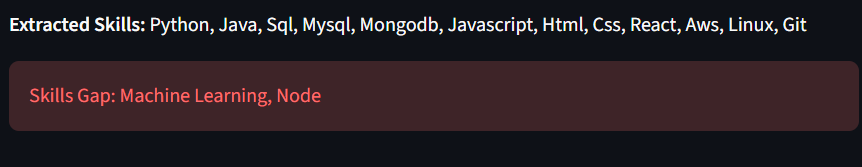 Extracted Skills: Python, Java, Sql, Mysql, Mongodb, Javascript, Html, Css, React, Aws, Linux, Git
Skills Gap: Machine Learning, Node